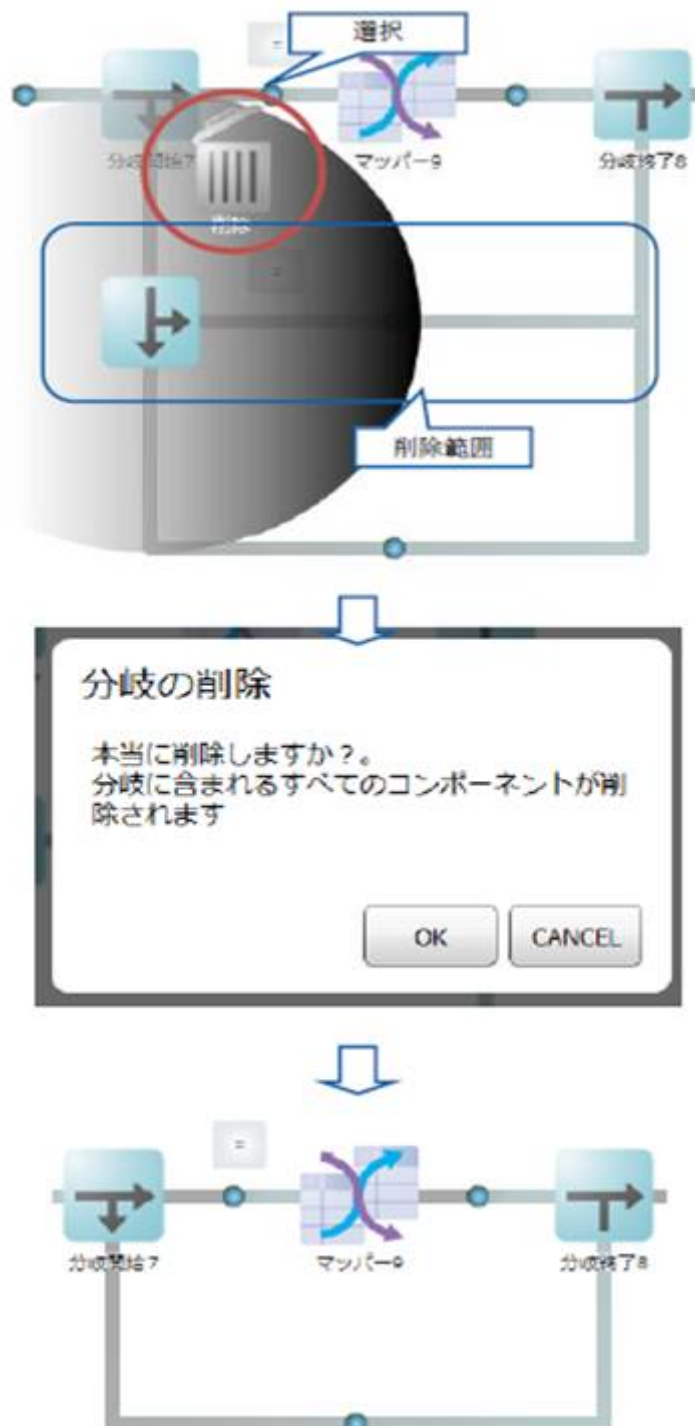 選択
=
分岐開始7
マッパー9
分岐終了8
削除
=
削除範囲
分岐の削除
本当に削除しますか？。
分岐に含まれるすべてのコンポーネントが削
除されます
OK
CANCEL
=
分岐開始7
マッパー9
分岐終了8